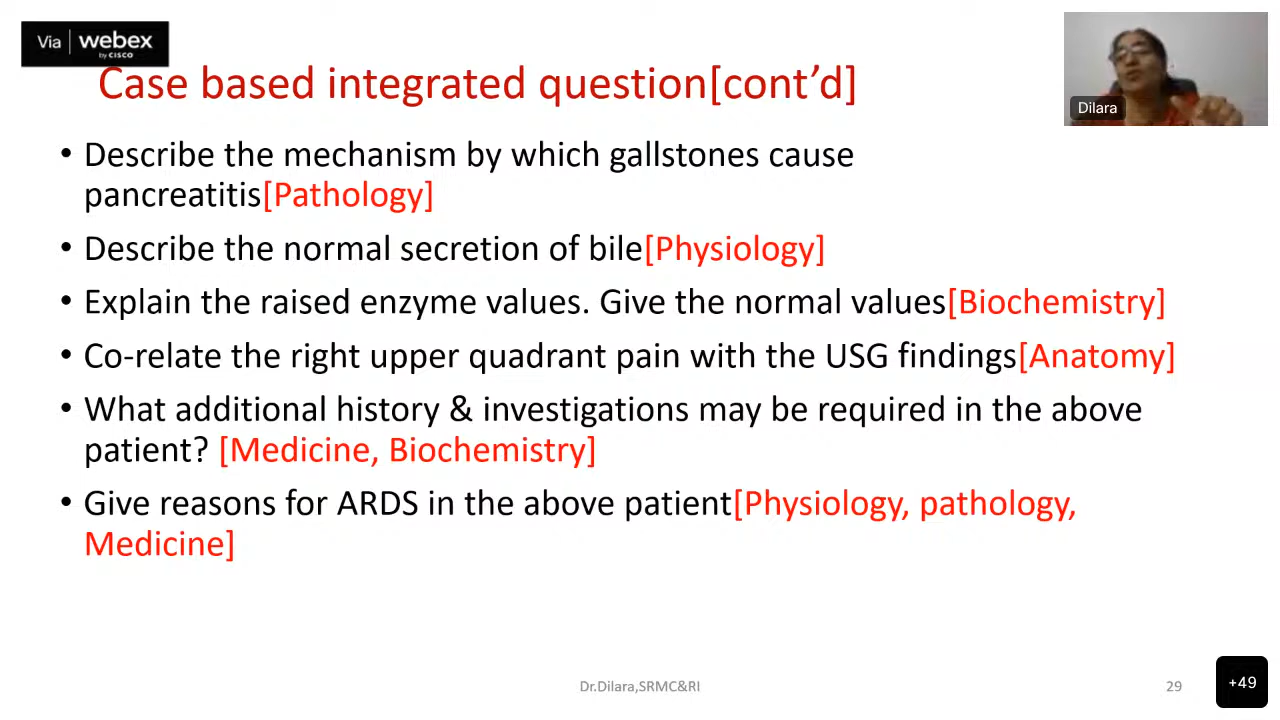 Via webex
by CISCO
Case based integrated question[cont’d]
Dilara
• Describe the mechanism by which gallstones cause
pancreatitis[Pathology]
• Describe the normal secretion of bile[Physiology]
• Explain the raised enzyme values. Give the normal values[Biochemistry]
• Co-relate the right upper quadrant pain with the USG findings[Anatomy]
• What additional history & investigations may be required in the above
patient? [Medicine, Biochemistry]
• Give reasons for ARDS in the above patient[Physiology, pathology,
Medicine]
Dr.Dilara,SRMC&RI
29
+49